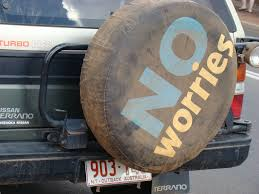 TURBO
NO
worries
NISSAN
TERRANO
903
NT · OUTBACK AUSTRALIA
TERRANO